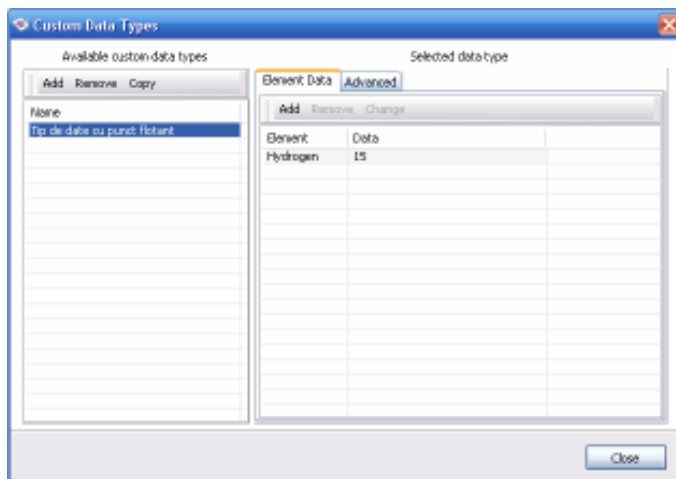 Custom Data Types
Available custom data types
Selected data type
Add Remove Copy
Element Data Advanced
Name
Add Remove Change
Tip de date cu punct flotant
Element Data
Hydrogen 15
Close